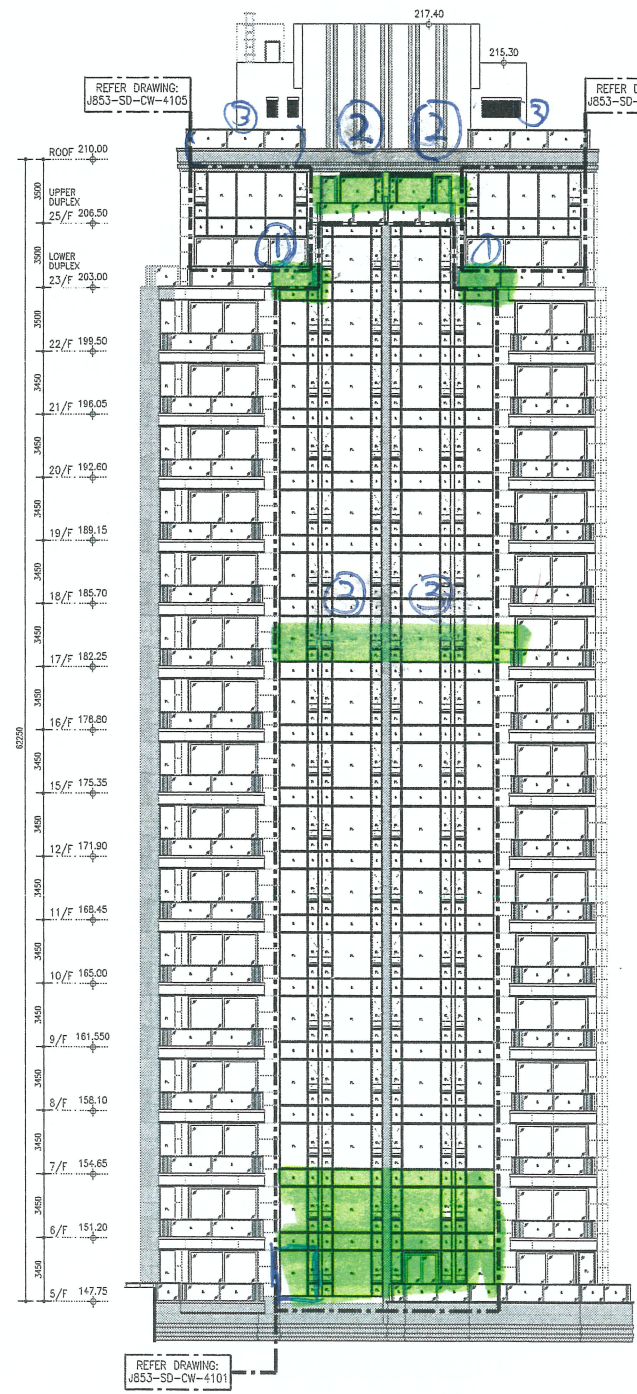 217.40
215.30
REFER DRAWING:
J853-SD-CW-4105
REFER D
J853-SD-
3
3
2
2
ROOF 210.00
3500
UPPER
DUPLEX
25/F 206.50
3500
1
1
LOWER
DUPLEX
23/F 203.00
3500
22/F 199.50
3450
21/F 196.05
3450
20/F 192.60
3450
19/F 189.15
3450
18/F 185.70
3
3
3450
17/F 182.25
3450
16/F 178.80
62250
3450
15/F 175.35
3450
12/F 171.90
3450
11/F 168.45
3450
10/F 165.00
3450
9/F 161.550
3450
8/F 158.10
3450
7/F 154.65
3450
6/F 151.20
3450
5/F 147.75
REFER DRAWING:
J853-SD-CW-4101